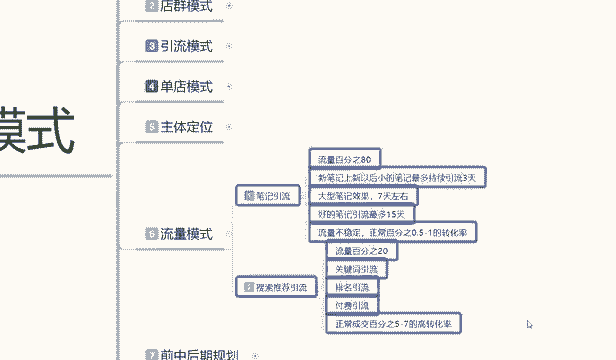 模式
2 店群模式
3 引流模式
4 单店模式
5 主体定位
6 流量模式
笔记引流
流量百分之80
新笔记上新以后小的笔记最多持续引流3天
大型笔记效果，7天左右
好的笔记引流最多15天
流量不稳定，正常百分之0.5-1的转化率
搜索推荐引流
流量百分之20
关键词引流
排名引流
付费引流
正常成交百分之5-7的高转化率
7 前中后期规划